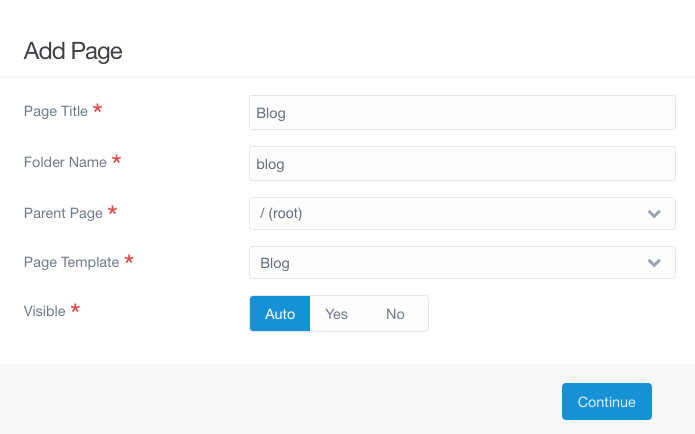 Add Page
Page Title *
Blog
Folder Name *
blog
Parent Page *
/ (root)
Page Template *
Blog
Visible *
Auto Yes No
Continue